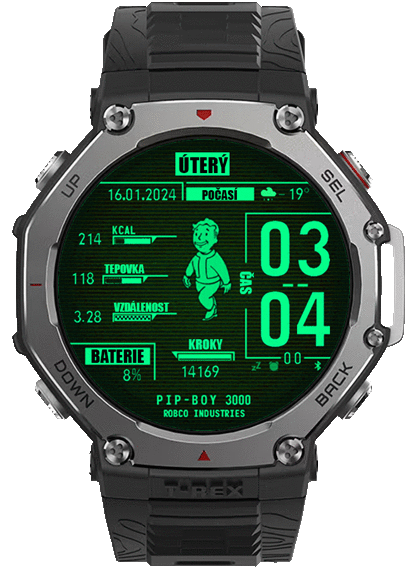 ÚTERÝ
16.01.2024 POČASÍ - 19°
UP
SEL
KCAL
214
03
TEPOVKA
118
ČAS
VZDÁLENOST
3.28
04
BATERIE
8%
KROKY
14169
00
zZ
DOWN
BACK
PIP-BOY 3000
ROBCO INDUSTRIES
T-REX